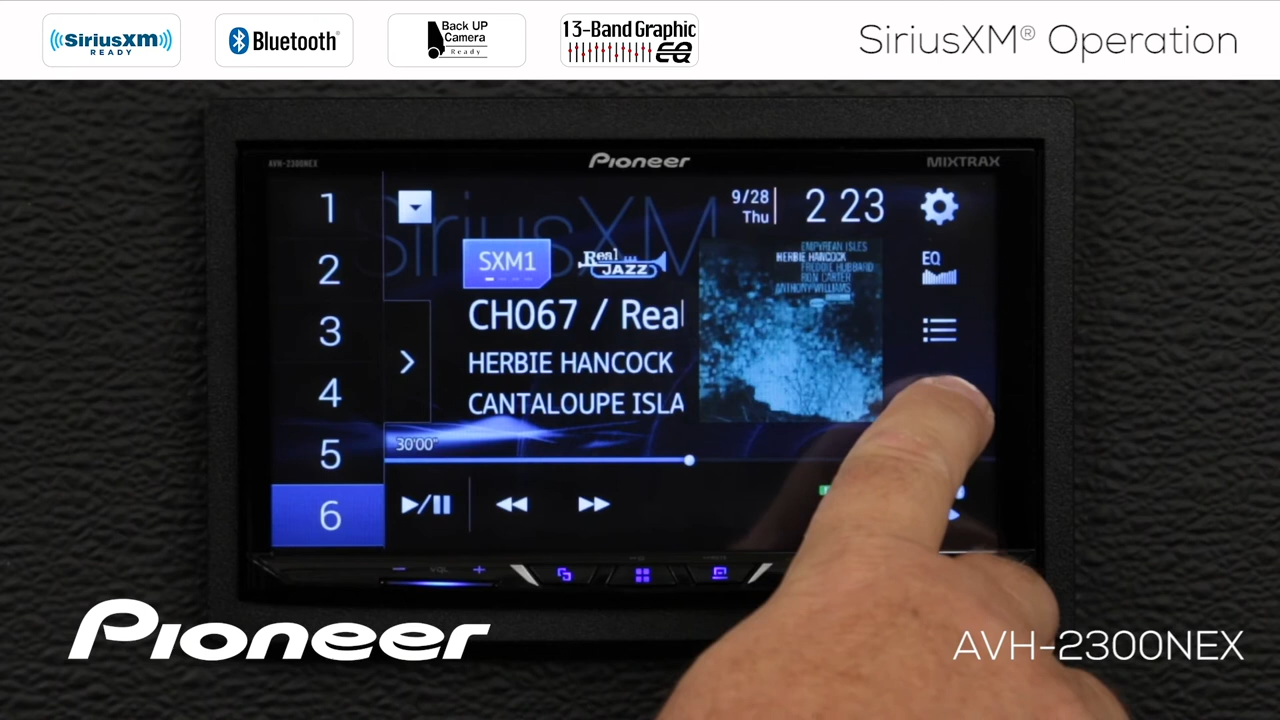 SiriusXM
READY
Bluetooth®
Back UP
Camera
Ready
13-Band Graphic
EQ
SiriusXM® Operation
AVH-2300NEX
Pioneer
MIXTRAX
1
2
3
4
5
6
SiriusXM
9/28
Thu
2 23
SXM1
Real
JAZZ
EMPYREAN ISLES
HERBIE HANCOCK
FREDDIE HUBBARD
RON CARTER
ANTHONY WILLIAMS
EQ
CH067 / Real
HERBIE HANCOCK
CANTALOUPE ISLA
30'00"
VOL
Pioneer
AVH-2300NEX